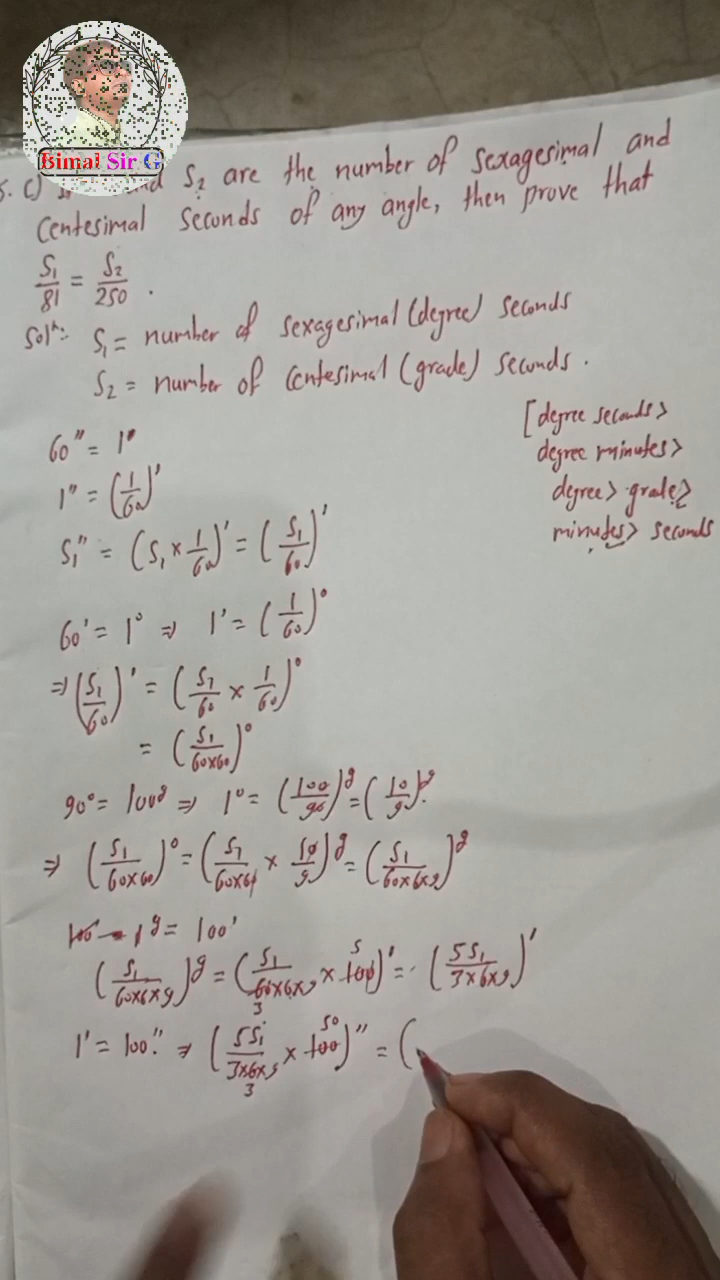 Bimal Sir G
5. c) S₂ are the number of sexagesimal and
centesimal seconds of any angle, then prove that
S₁/81 = S₂/250 .
Solⁿ: S₁ = number of sexagesimal (degree) seconds
S₂ = number of centesimal (grade) seconds .
[degree seconds>
degree minutes>
degree> grade>
minutes> seconds
60" = 1'
1" = (1/60)'
S₁" = (S₁ × 1/60)' = (S₁/60)'
60' = 1° ⇒ 1' = (1/60)°
⇒ (S₁/60)' = (S₁/60 × 1/60)°
= (S₁/60×60)°
90° = 100g ⇒ 1° = (100/90)g = (10/9)g
⇒ (S₁/60×60)° = (S₁/60×60 × 10/9)g = (S₁/60×6×9)g
1g = 100'
(S₁/60×6×9)g = (S₁/60×6×9 × 100)' = (5S₁/3×6×9)'
3 5
1' = 100" ⇒ (5S₁/3×6×9 × 100)" = (
3 50